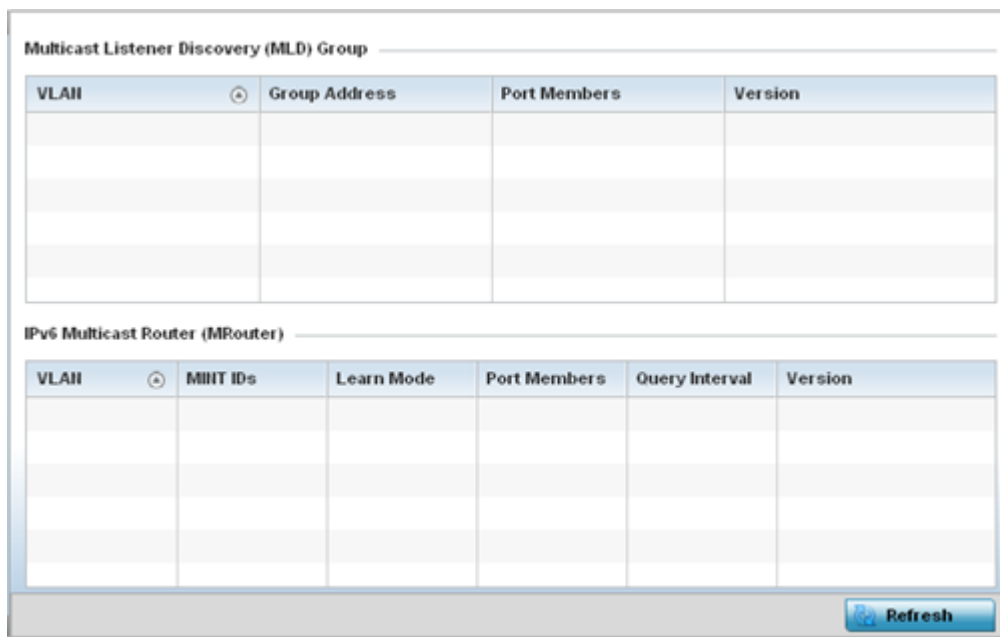 Multicast Listener Discovery (MLD) Group
VLAN Group Address Port Members Version
IPv6 Multicast Router (MRouter)
VLAN MINT IDs Learn Mode Port Members Query Interval Version
Refresh